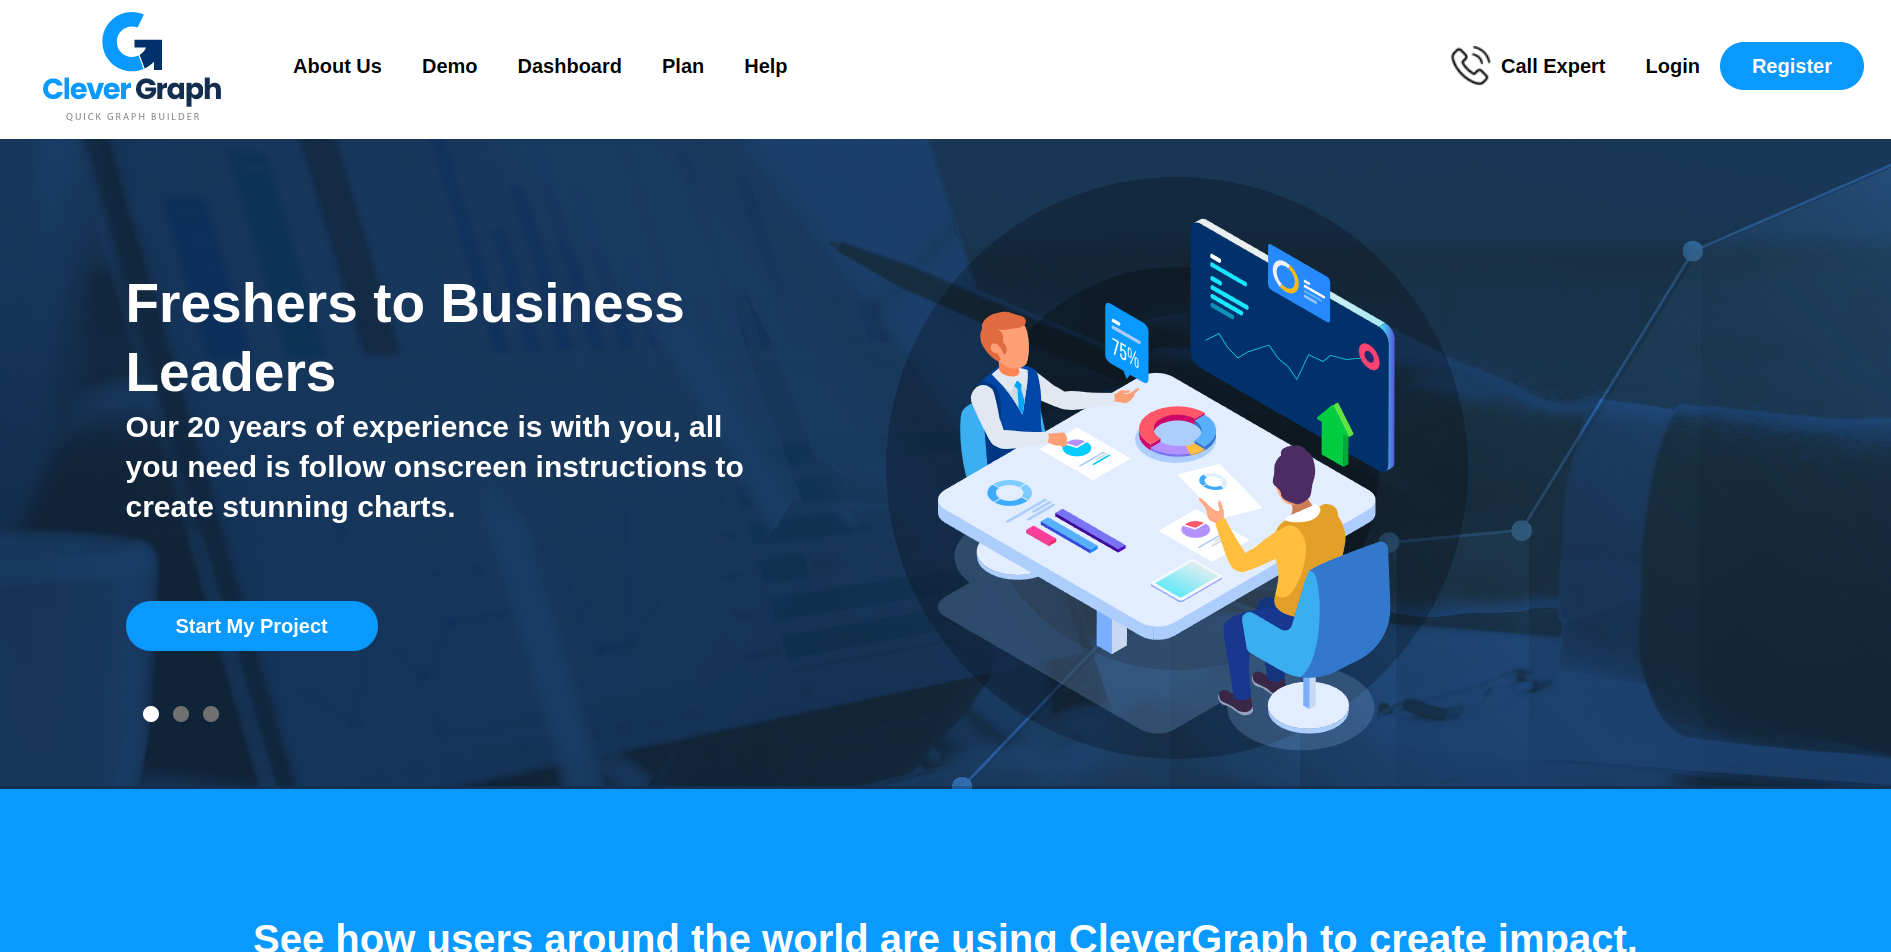 Clever Graph
QUICK GRAPH BUILDER
About Us
Demo
Dashboard
Plan
Help
Call Expert
Login
Register
Freshers to Business
Leaders
Our 20 years of experience is with you, all
you need is follow onscreen instructions to
create stunning charts.
75%
Start My Project
See how users around the world are using CleverGraph to create impact.